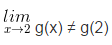 lim g(x) ≠ g(2)
x→2